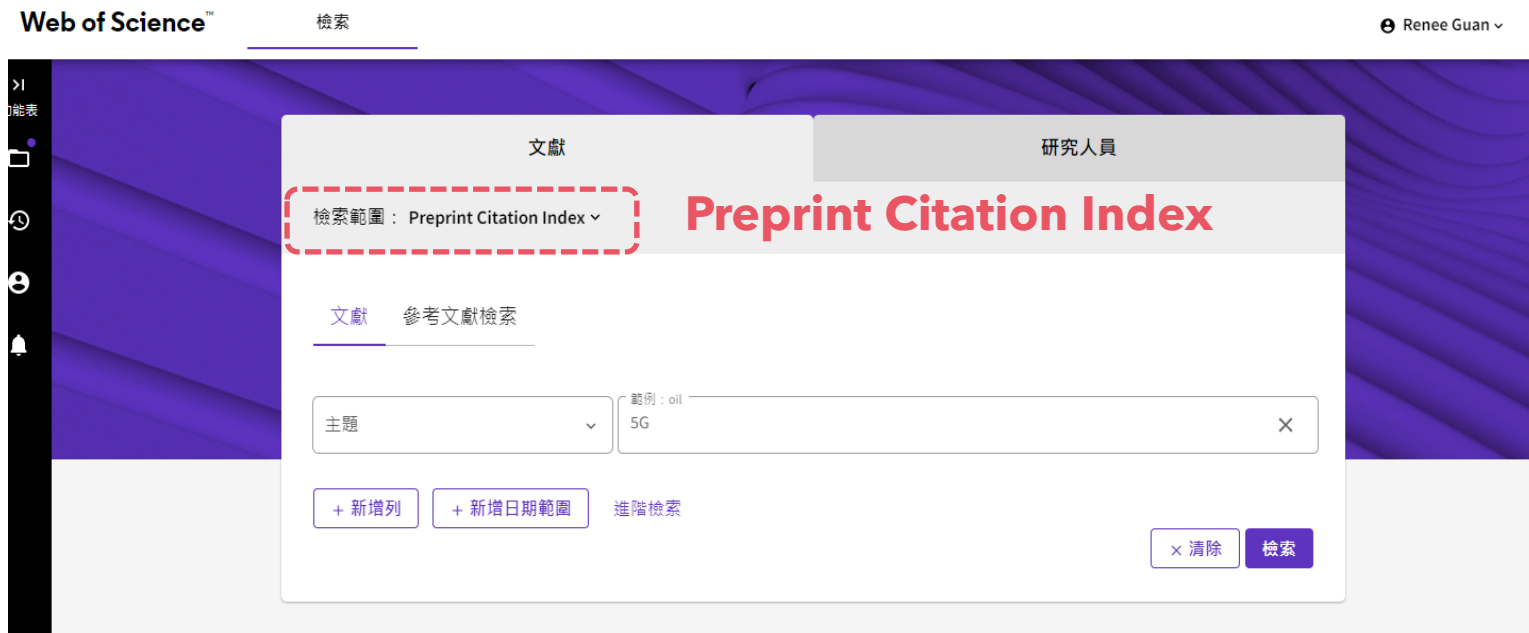 Web of Science™
檢索
Renee Guan
功能表
文獻
研究人員
檢索範圍： Preprint Citation Index
Preprint Citation Index
文獻
參考文獻檢索
主題
範例：oil
5G
+ 新增列
+ 新增日期範圍
進階檢索
× 清除
檢索